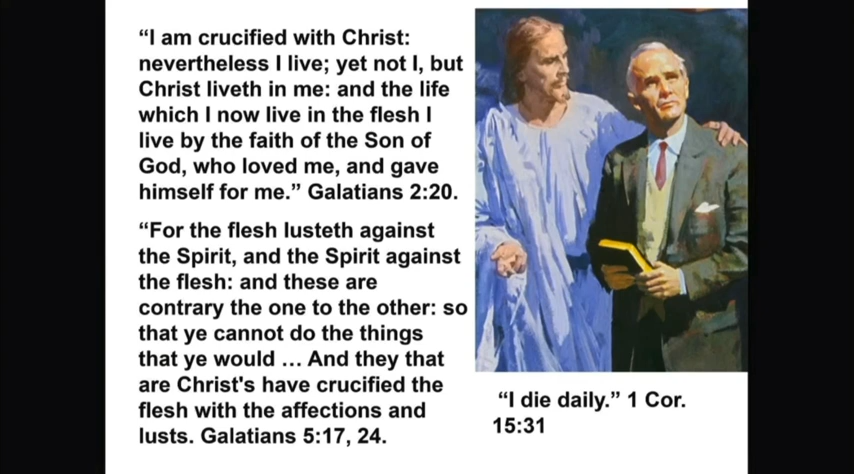 “I am crucified with Christ:
nevertheless I live; yet not I, but
Christ liveth in me: and the life
which I now live in the flesh I
live by the faith of the Son of
God, who loved me, and gave
himself for me.” Galatians 2:20.
“For the flesh lusteth against
the Spirit, and the Spirit against
the flesh: and these are
contrary the one to the other: so
that ye cannot do the things
that ye would … And they that
are Christ's have crucified the
flesh with the affections and
lusts. Galatians 5:17, 24.
“I die daily.” 1 Cor.
15:31